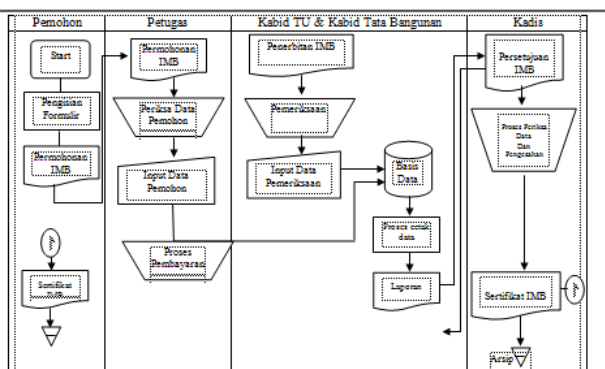 Pemohon
Petugas
Kabid TU & Kabid Tata Bangunan
Kadis
Start
Pengisian
Formulir
Permohonan
IMB
Sertifikat
IMB
Permohonan
IMB
Periksa Data
Pemohon
Input Data
Pemohon
Proses
Pembayaran
Penerbitan IMB
Pemeriksaan
Input Data
Pemeriksaan
Basis
Data
Proses cetak
data
Laporan
Persetujuan
IMB
Proses Periksa
Data
Dan
Pengesahan
Sertifikat IMB
Arsip